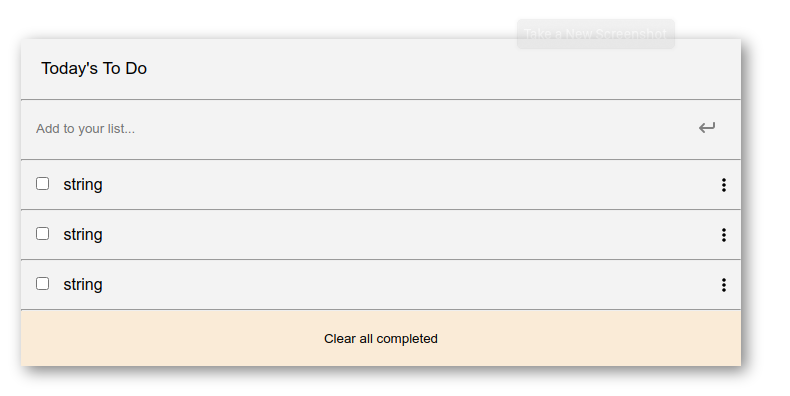 Take a New Screenshot
Today's To Do
Add to your list...
string
string
string
Clear all completed